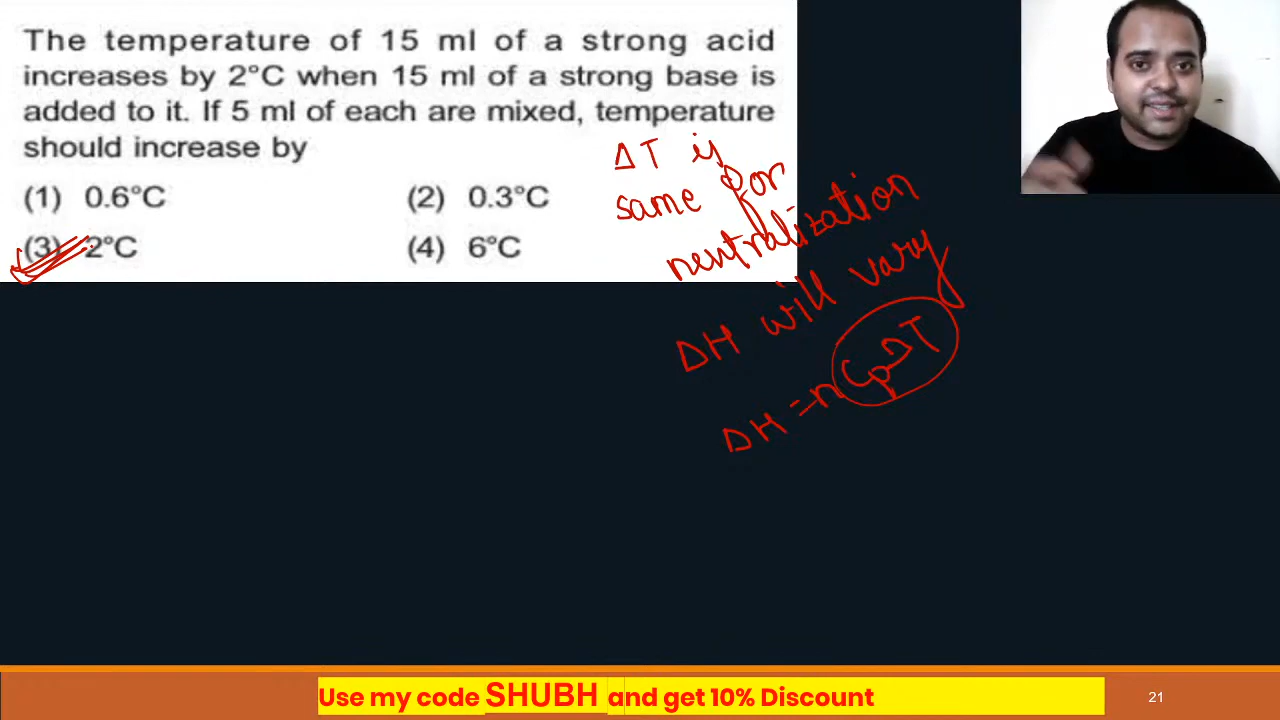 The temperature of 15 ml of a strong acid
increases by 2°C when 15 ml of a strong base is
added to it. If 5 ml of each are mixed, temperature
should increase by
(1) 0.6°C (2) 0.3°C
(3) 2°C (4) 6°C
ΔT is
same for
neutralization
ΔH will vary
ΔH = nCpΔT
Use my code SHUBH and get 10% Discount
21